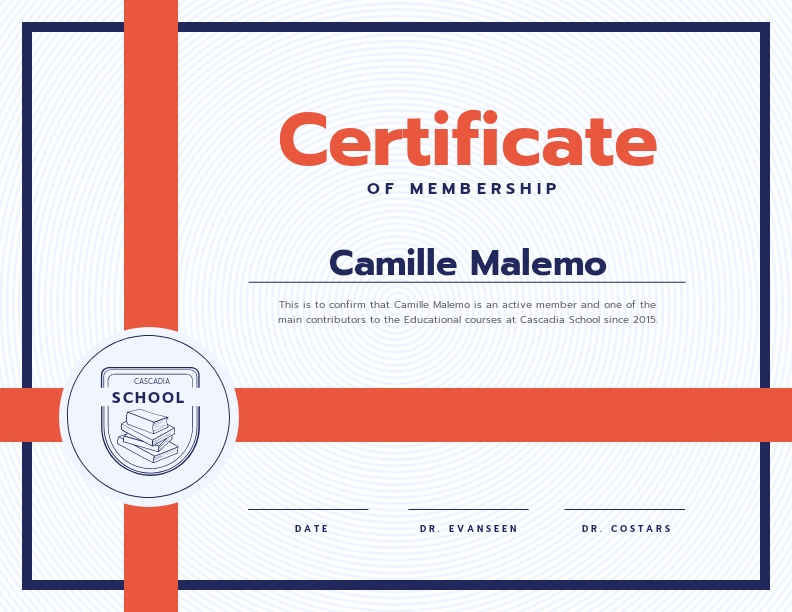 Certificate
OF MEMBERSHIP
Camille Malemo
This is to confirm that Camille Malemo is an active member and one of the
main contributors to the Educational courses at Cascadia School since 2015.
CASCADIA
SCHOOL
DATE
DR. EVANSEEN
DR. COSTARS